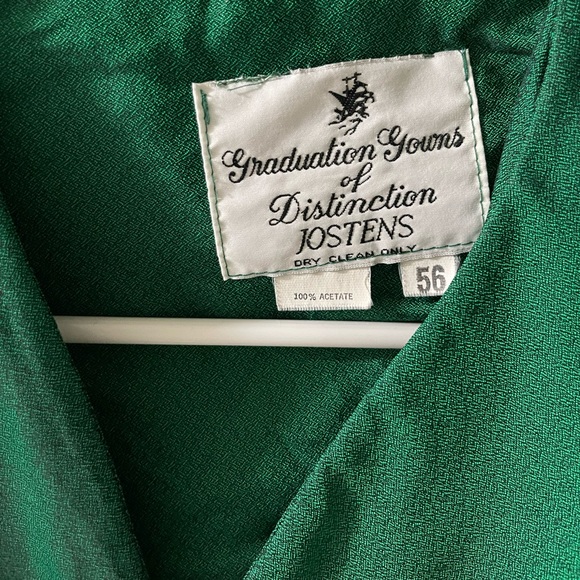 Graduation Gowns
of
Distinction
JOSTENS
DRY CLEAN ONLY
100% ACETATE
56